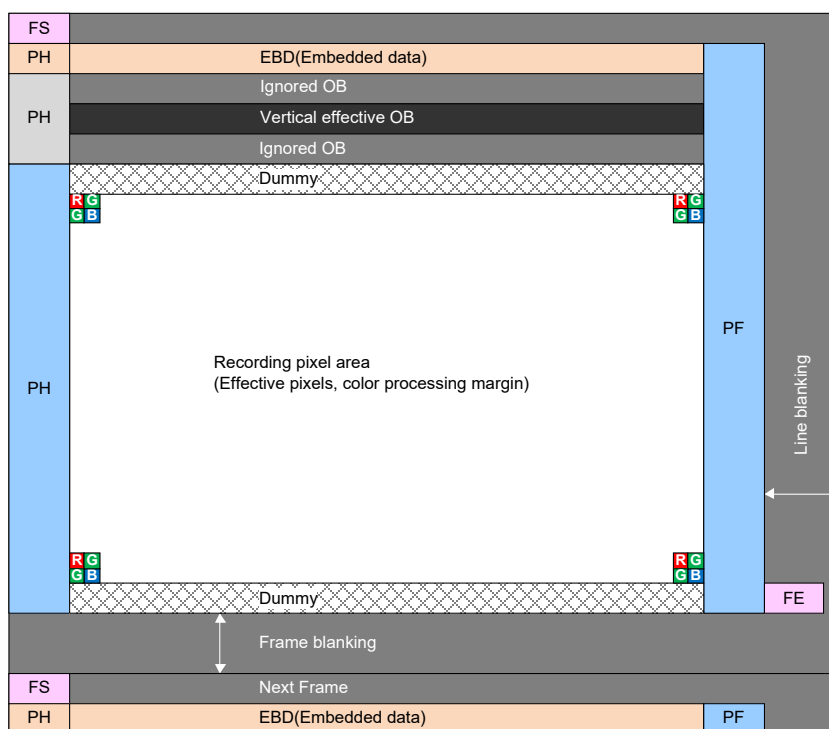 FS
PH EBD(Embedded data)
Ignored OB
PH Vertical effective OB
Ignored OB
Dummy
R G R G
G B G B
PF
Recording pixel area
(Effective pixels, color processing margin)
PH
Line blanking
R G R G
G B G B
Dummy FE
Frame blanking
FS Next Frame
PH EBD(Embedded data) PF